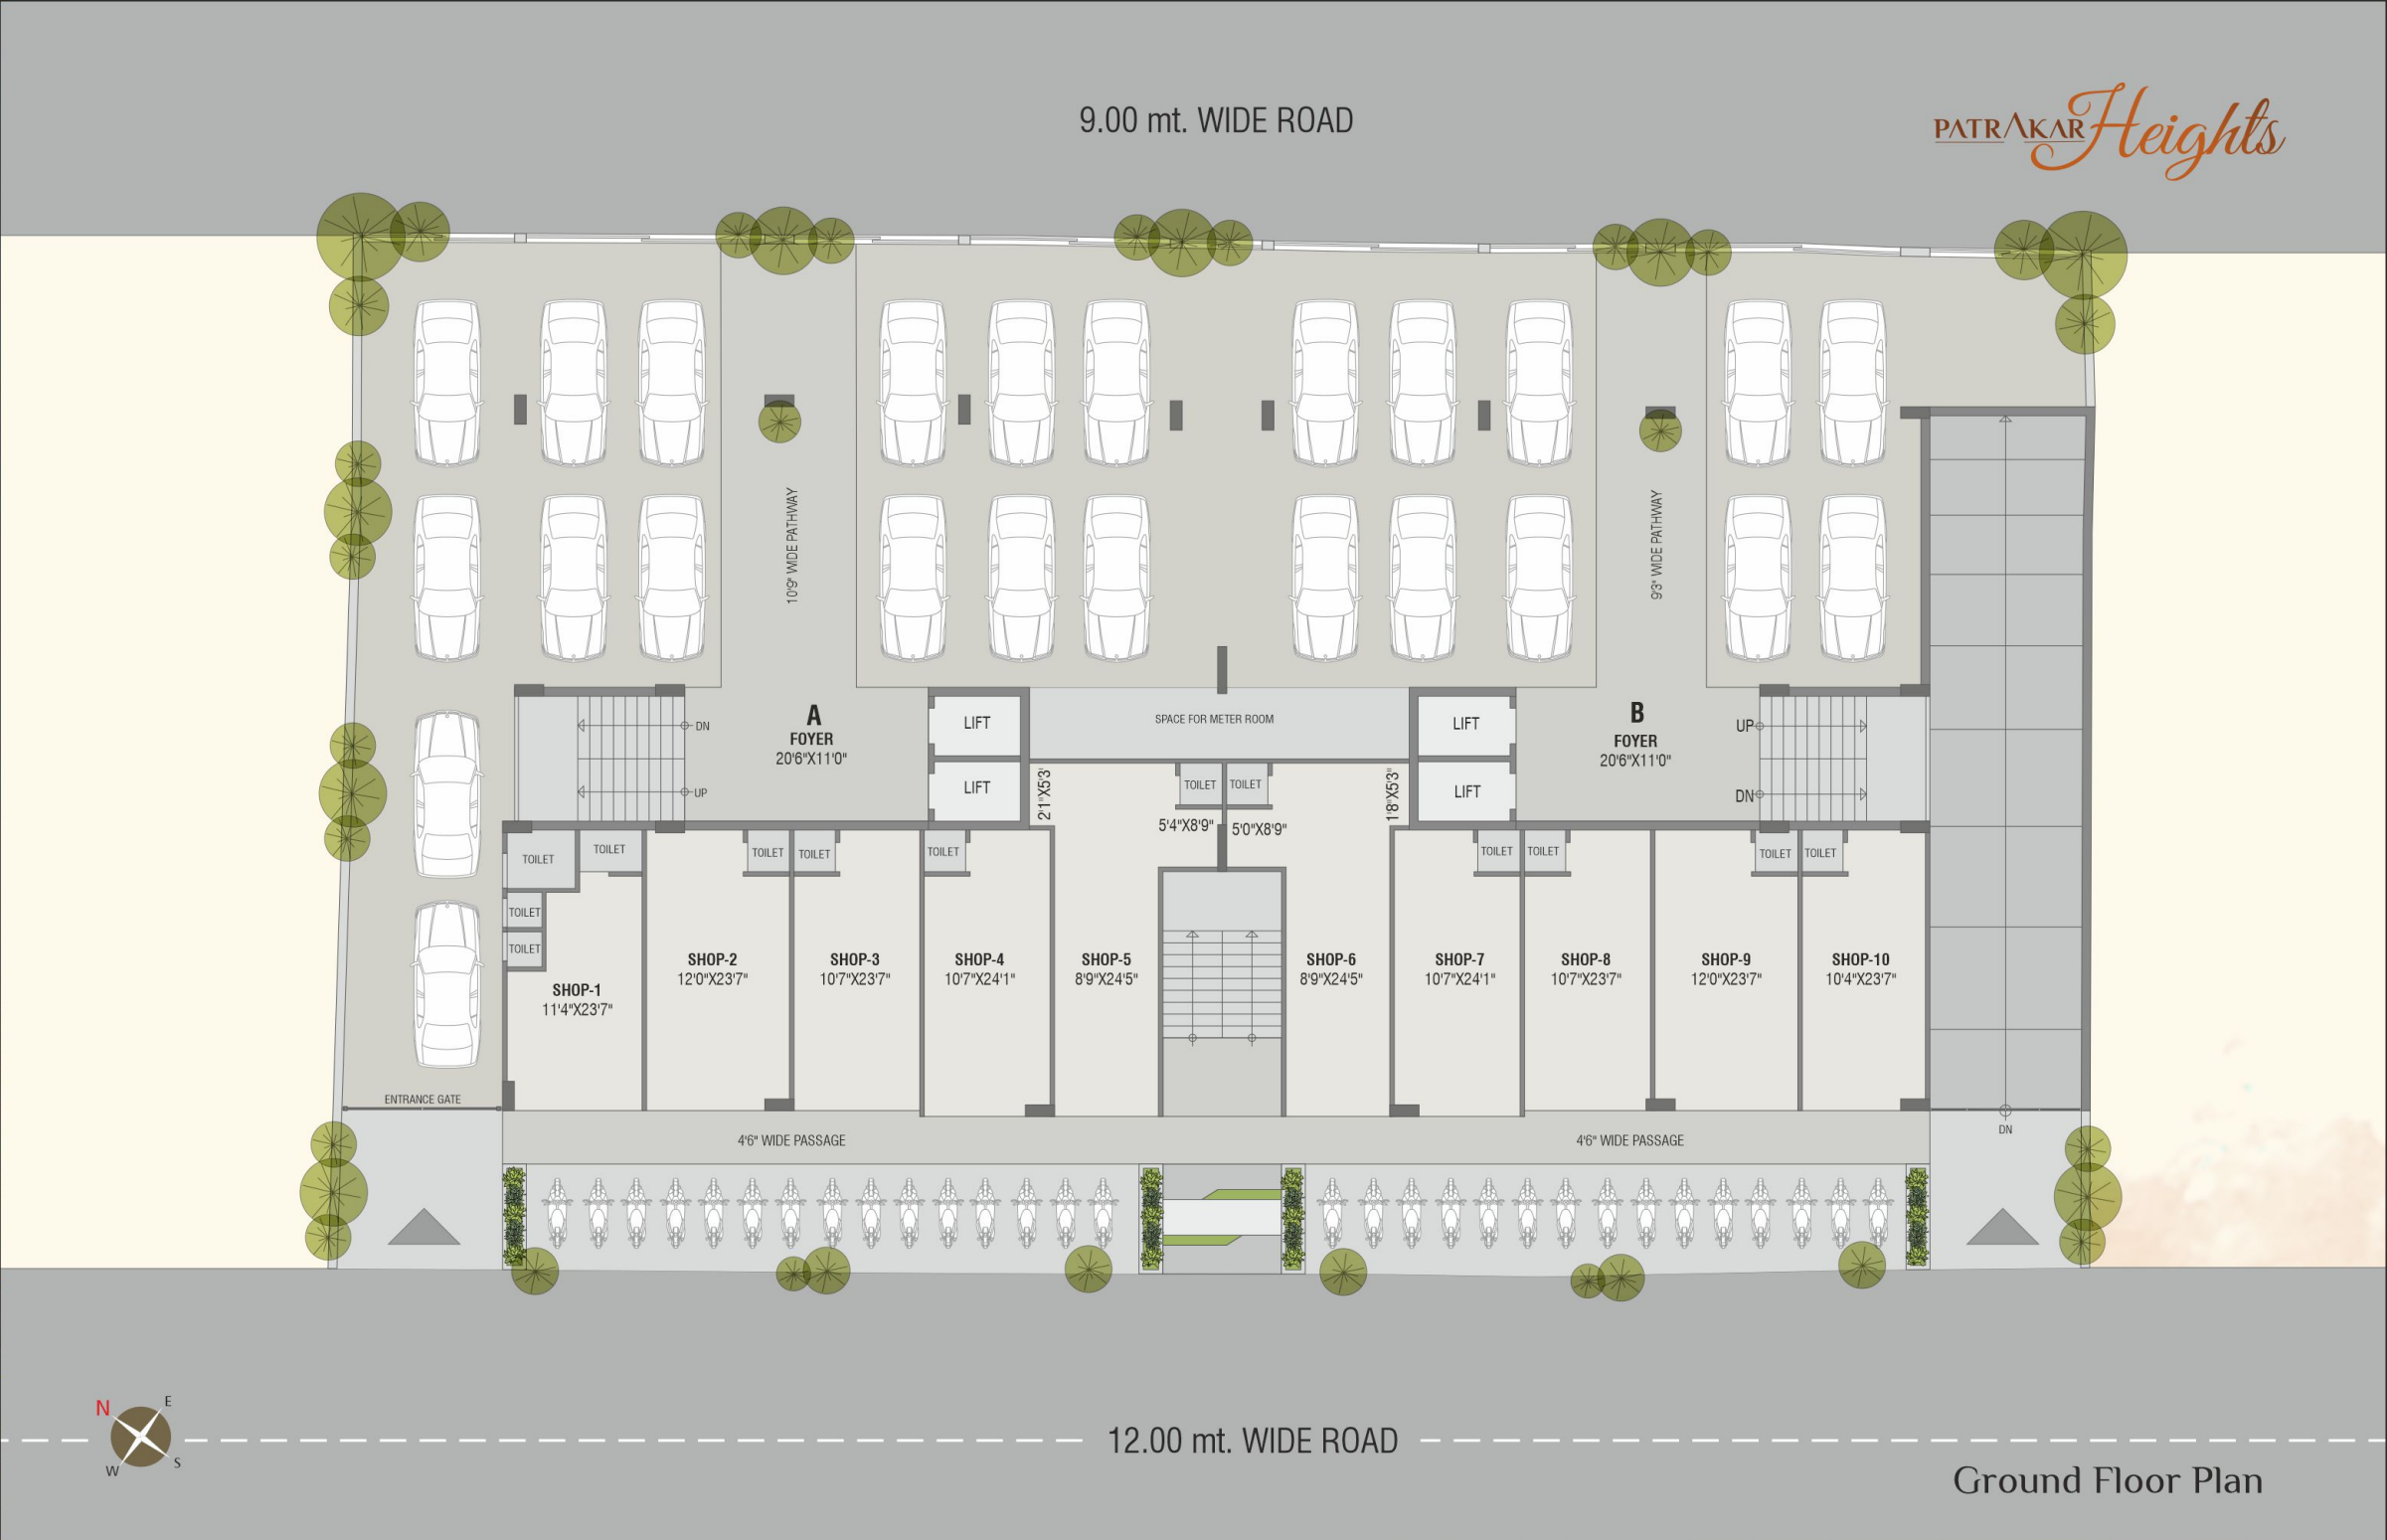 9.00 mt. WIDE ROAD
PATRAKAR Heights
10'9" WIDE PATHWAY
9'3" WIDE PATHWAY
DN
UP
A
FOYER
20'6"X11'0"
LIFT
LIFT
SPACE FOR METER ROOM
LIFT
LIFT
B
FOYER
20'6"X11'0"
UP
DN
2'1"X5'3'
TOILET
TOILET
5'4"X8'9"
5'0"X8'9"
1'8"X5'3"
TOILET
TOILET
TOILET
TOILET
TOILET
TOILET
TOILET
TOILET
TOILET
TOILET
TOILET
SHOP-1
11'4"X23'7"
SHOP-2
12'0"X23'7"
SHOP-3
10'7"X23'7"
SHOP-4
10'7"X24'1"
SHOP-5
8'9"X24'5"
SHOP-6
8'9"X24'5"
SHOP-7
10'7"X24'1"
SHOP-8
10'7"X23'7"
SHOP-9
12'0"X23'7"
SHOP-10
10'4"X23'7"
ENTRANCE GATE
4'6" WIDE PASSAGE
4'6" WIDE PASSAGE
DN
N
E
W
S
12.00 mt. WIDE ROAD
Ground Floor Plan